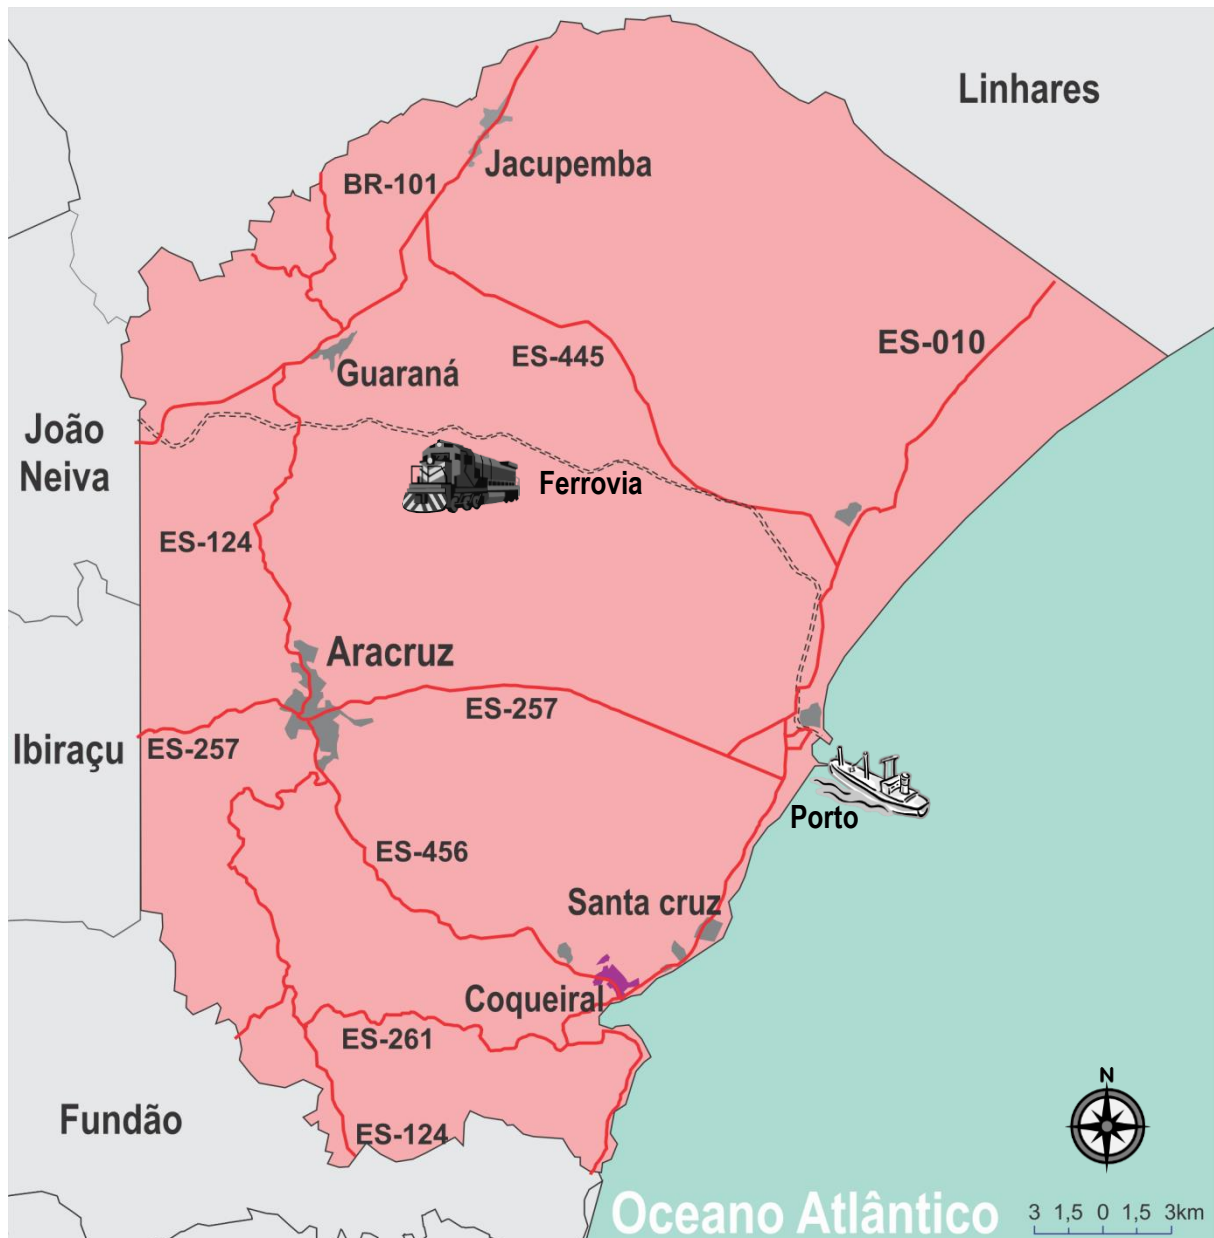 Linhares
Jacupemba
BR-101
ES-010
ES-445
Guaraná
João
Neiva
Ferrovia
ES-124
Aracruz
ES-257
ES-257
Ibiraçu
Porto
ES-456
Santa cruz
Coqueiral
ES-261
N
Fundão
ES-124
Oceano Atlântico
3 1,5 0 1,5 3km